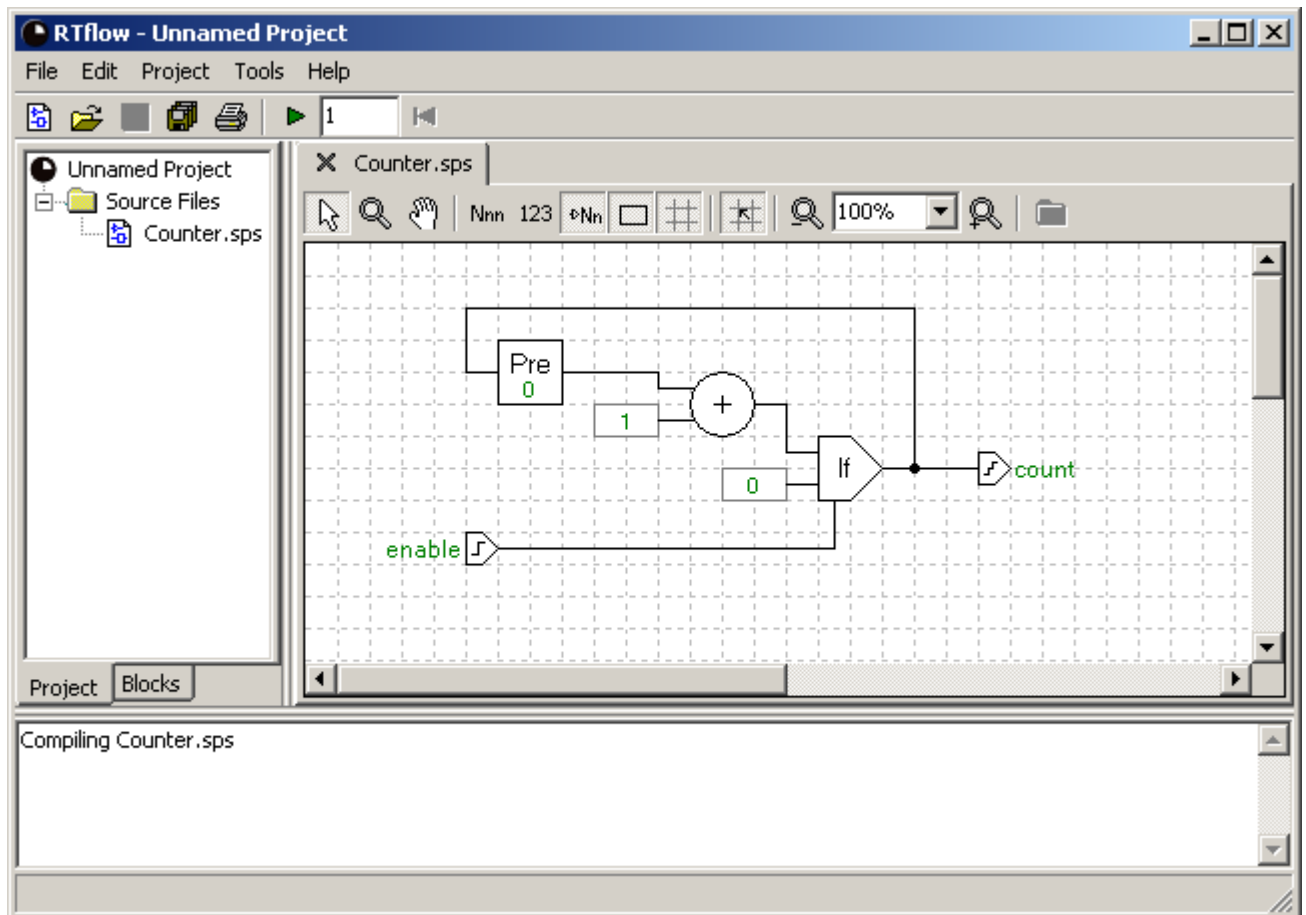 RTflow - Unnamed Project
File Edit Project Tools Help
1
Unnamed Project
Source Files
Counter.sps
Counter.sps
Nnn 123 Nn 100%
Pre
0
1
+
If
0
count
enable
Project Blocks
Compiling Counter.sps